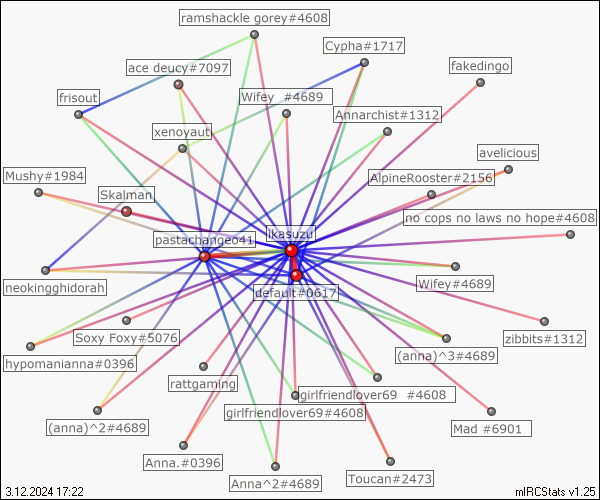 ramshackle gorey#4608
Cypha#1717
ace deucy#7097
fakedingo
frisout
Wifey  #4689
Annarchist#1312
xenoyaut
avelicious
Mushy#1984
AlpineRooster#2156
Skalman
no cops no laws no hope#4608
ikasuzu
pastachangeo41
neokingghidorah
Wifey#4689
default#0617
Soxy Foxy#5076
zibbits#1312
hypomanianna#0396
(anna)^3#4689
rattgaming
girlfriendlover69  #4608
girlfriendlover69#4608
(anna)^2#4689
Mad #6901
Anna.#0396
Toucan#2473
Anna^2#4689
3.12.2024 17:22
mIRCStats v1.25